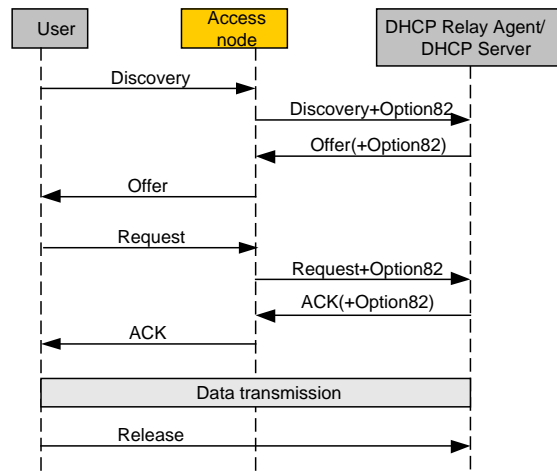 User
Access
node
DHCP Relay Agent/
DHCP Server
Discovery
Discovery+Option82
Offer(+Option82)
Offer
Request
Request+Option82
ACK(+Option82)
ACK
Data transmission
Release